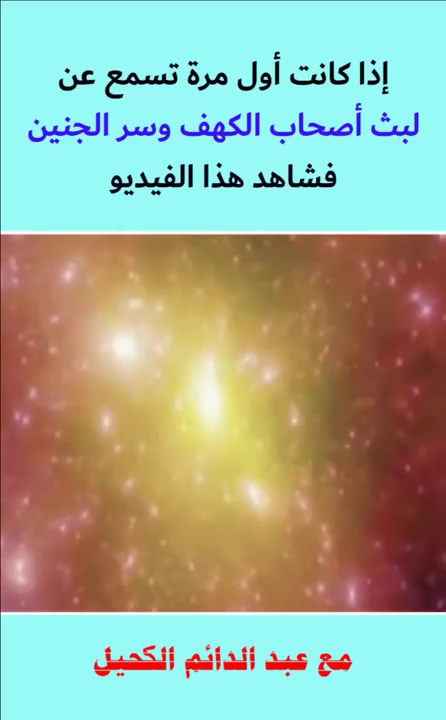 إذا كانت أول مرة تسمع عن
لبث أصحاب الكهف وسر الجنين
فشاهد هذا الفيديو
مع عبد الدائم الكحيل